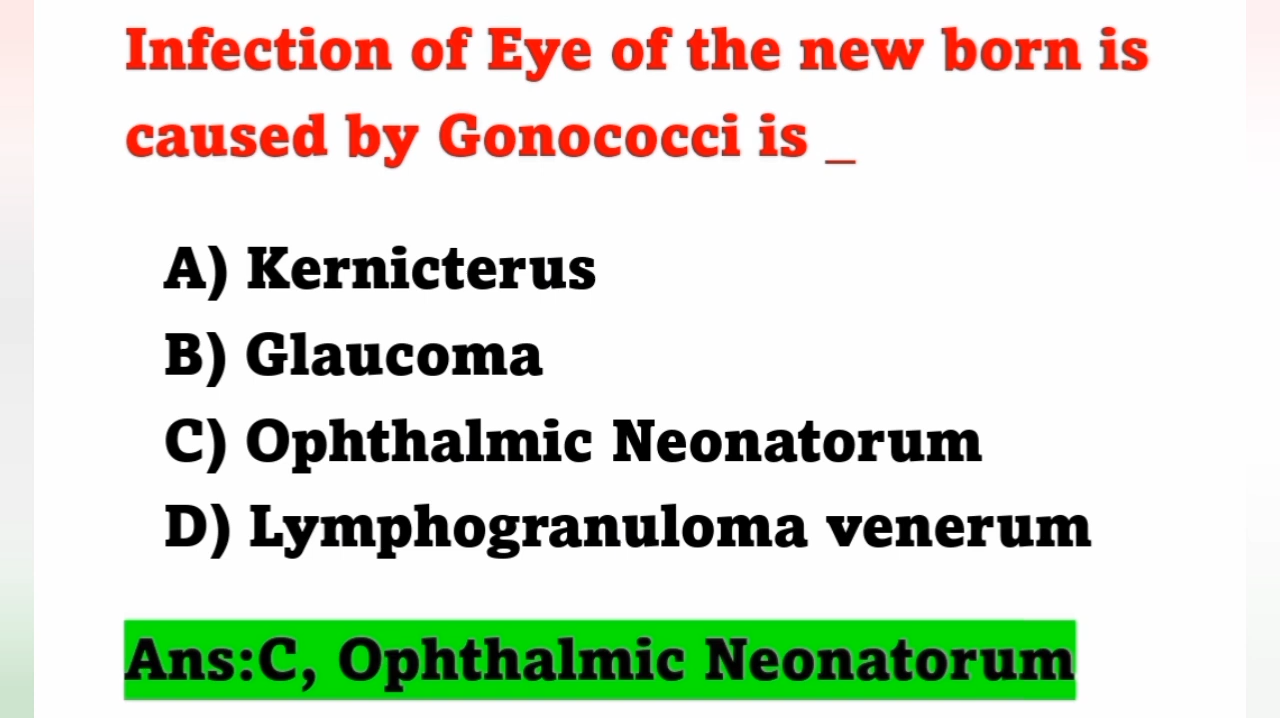 Infection of Eye of the new born is
caused by Gonococci is _
A) Kernicterus
B) Glaucoma
C) Ophthalmic Neonatorum
D) Lymphogranuloma venerum
Ans:C, Ophthalmic Neonatorum